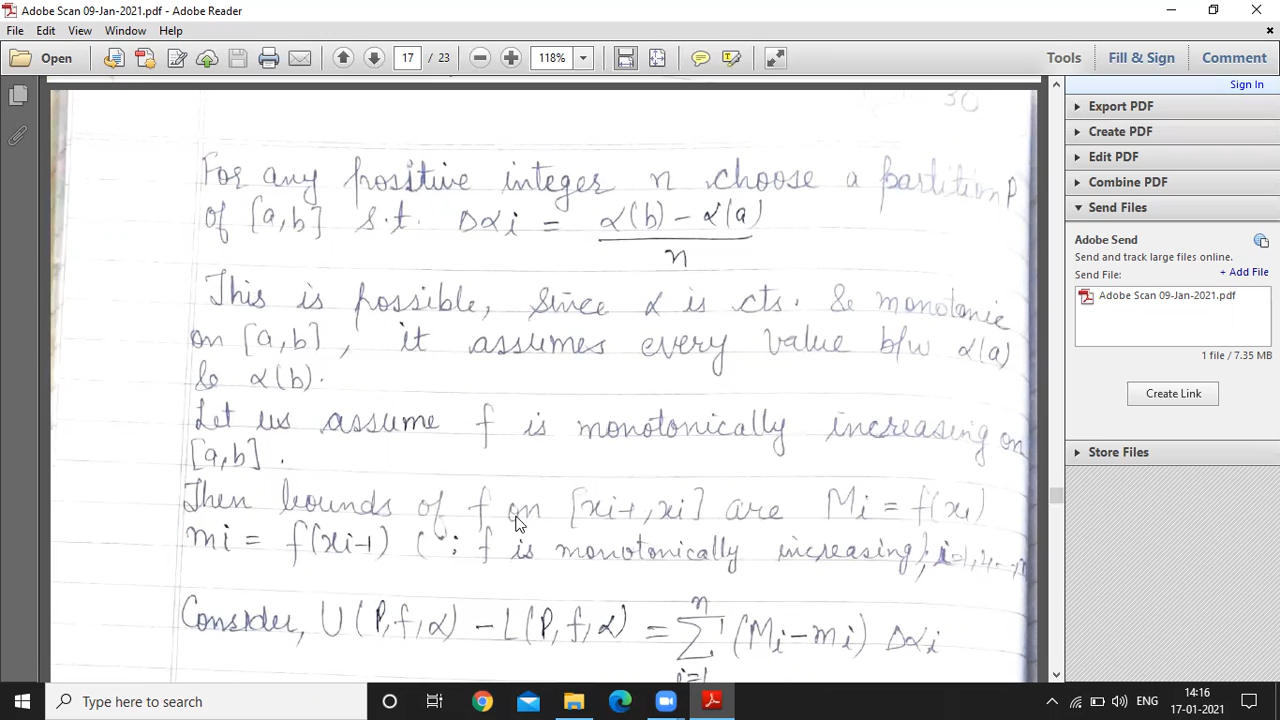 Adobe Scan 09-Jan-2021.pdf - Adobe Reader
File Edit View Window Help
Open 17 / 23 118% Tools Fill & Sign Comment
Sign In
Export PDF
Create PDF
Edit PDF
Combine PDF
Send Files
Adobe Send
Send and track large files online.
Send File: + Add File
Adobe Scan 09-Jan-2021.pdf
1 file / 7.35 MB
Create Link
Store Files
30
For any positive integer n choose a partition P
of [a,b] s.t. Δαi = α(b) - α(a)
n
This is possible, since α is cts. & monotonic
on [a,b], it assumes every value b/w α(a)
& α(b).
Let us assume f is monotonically increasing on
[a,b].
Then bounds of f on [xi-1, xi] are Mi = f(xi)
mi = f(xi-1) (∵ f is monotonically increasing), i=1,2,...,n
Consider, U(P,f,α) - L(P,f,α) = n∑i=1 (Mi-mi) Δαi
Type here to search
ENG
14:16
17-01-2021